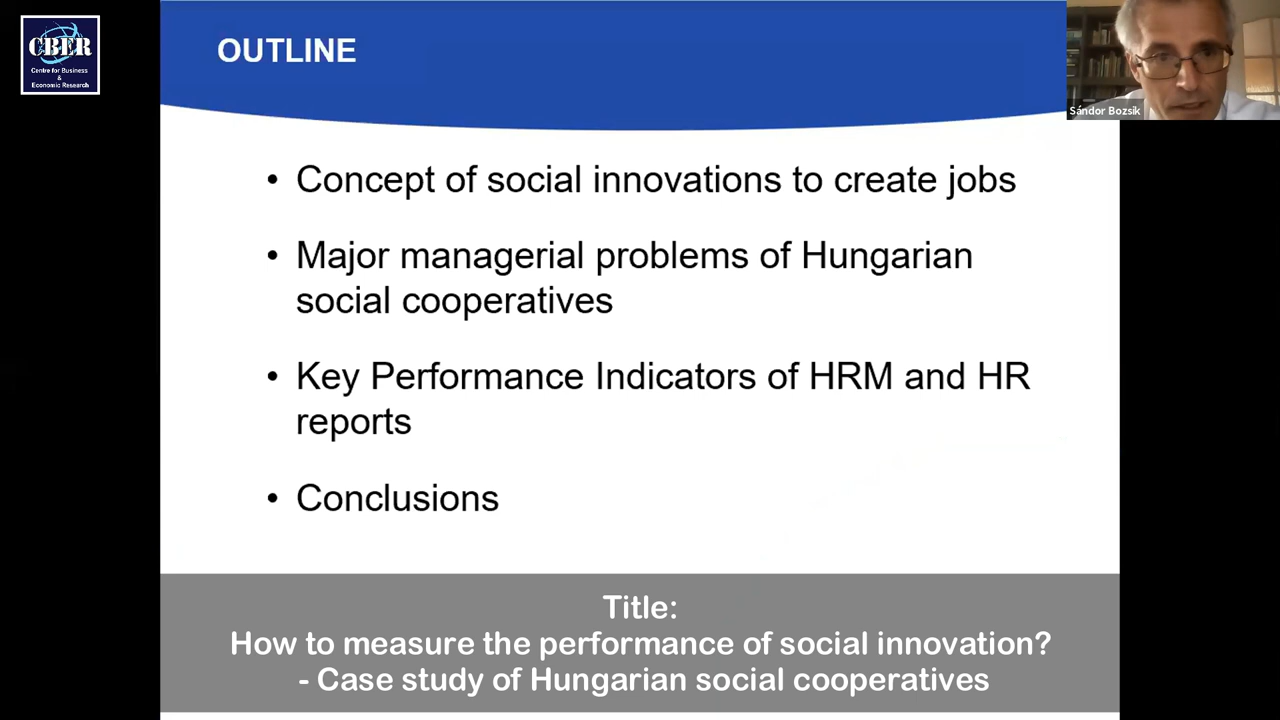 CBER
Centre for Business
&
Economic Research
OUTLINE
Sándor Bozsik
• Concept of social innovations to create jobs
• Major managerial problems of Hungarian
social cooperatives
• Key Performance Indicators of HRM and HR
reports
• Conclusions
Title:
How to measure the performance of social innovation?
- Case study of Hungarian social cooperatives